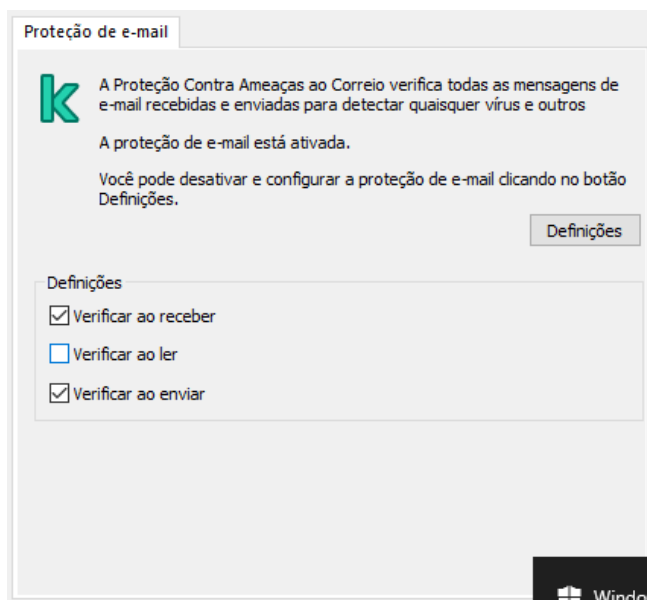 Proteção de e-mail
A Proteção Contra Ameaças ao Correio verifica todas as mensagens de
e-mail recebidas e enviadas para detectar quaisquer vírus e outros
A proteção de e-mail está ativada.
Você pode desativar e configurar a proteção de e-mail clicando no botão
Definições.
Definições
Definições
Verificar ao receber
Verificar ao ler
Verificar ao enviar